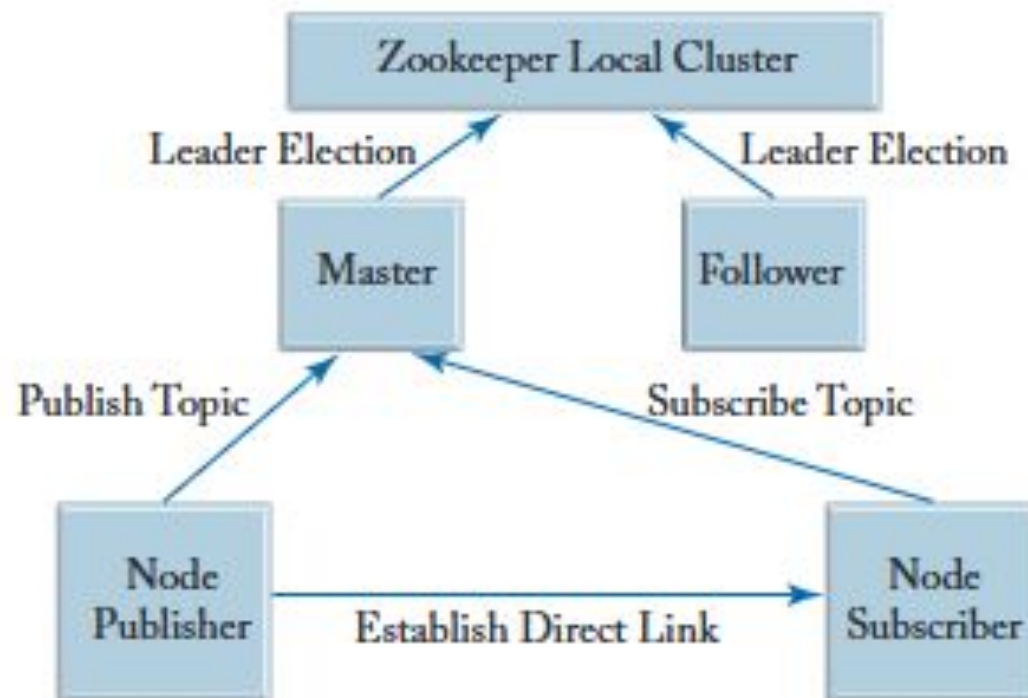 Zookeeper Local Cluster
Leader Election
Leader Election
Master
Follower
Publish Topic
Subscribe Topic
Node
Publisher
Establish Direct Link
Node
Subscriber